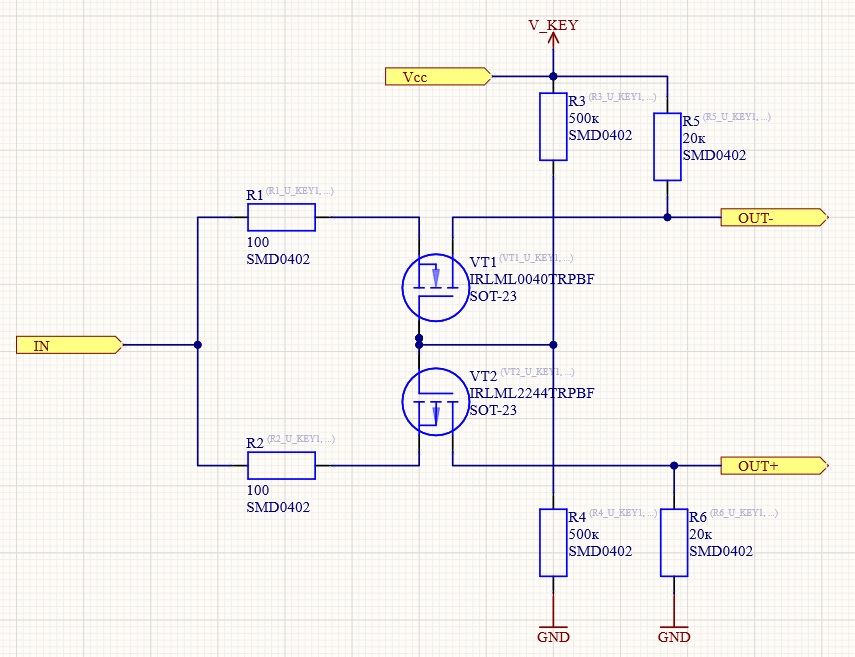 V_KEY
Vcc
R3 (R3_U_KEY1, ...)
500к
SMD0402
R5 (R5_U_KEY1, ...)
20к
SMD0402
R1 (R1_U_KEY1, ...)
100
SMD0402
OUT-
VT1 (VT1_U_KEY1, ...)
IRLML0040TRPBF
SOT-23
IN
VT2 (VT2_U_KEY1, ...)
IRLML2244TRPBF
SOT-23
R2 (R2_U_KEY1, ...)
100
SMD0402
OUT+
R4 (R4_U_KEY1, ...)
500к
SMD0402
R6 (R6_U_KEY1, ...)
20к
SMD0402
GND
GND